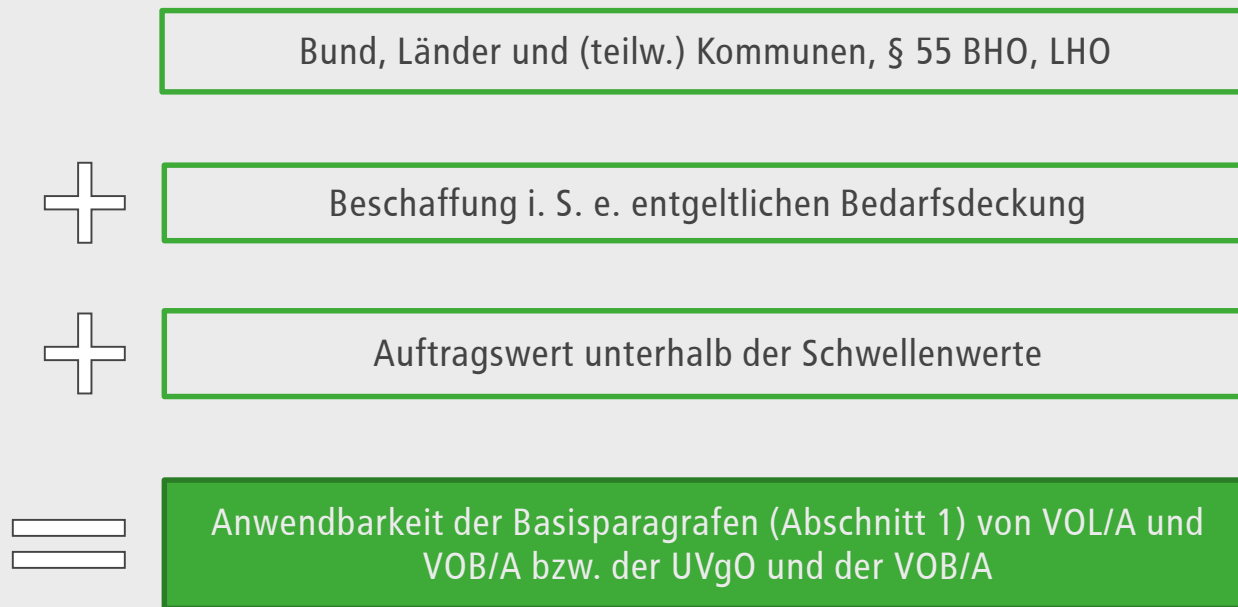 Bund, Länder und (teilw.) Kommunen, § 55 BHO, LHO
Beschaffung i. S. e. entgeltlichen Bedarfsdeckung
Auftragswert unterhalb der Schwellenwerte
Anwendbarkeit der Basisparagrafen (Abschnitt 1) von VOL/A und
VOB/A bzw. der UVgO und der VOB/A